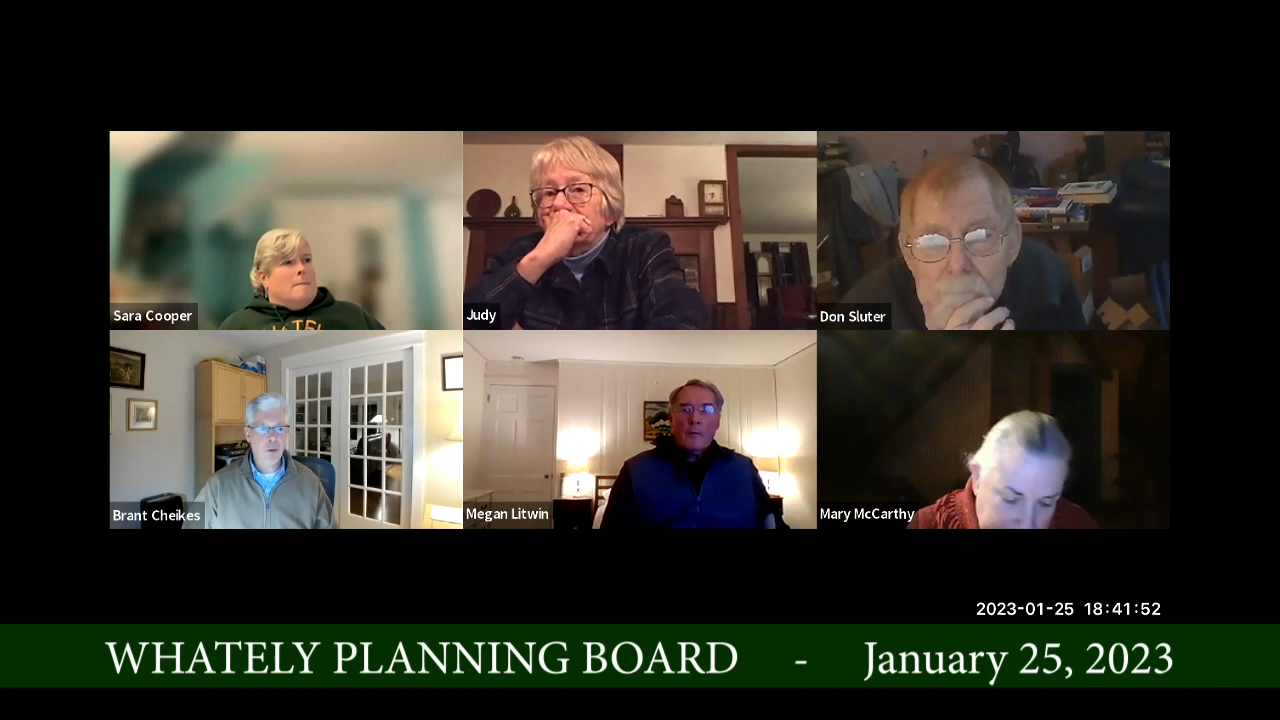 Sara Cooper
Judy
Don Sluter
Brant Cheikes
Megan Litwin
Mary McCarthy
2023-01-25 18:41:52
WHATELY PLANNING BOARD - January 25, 2023